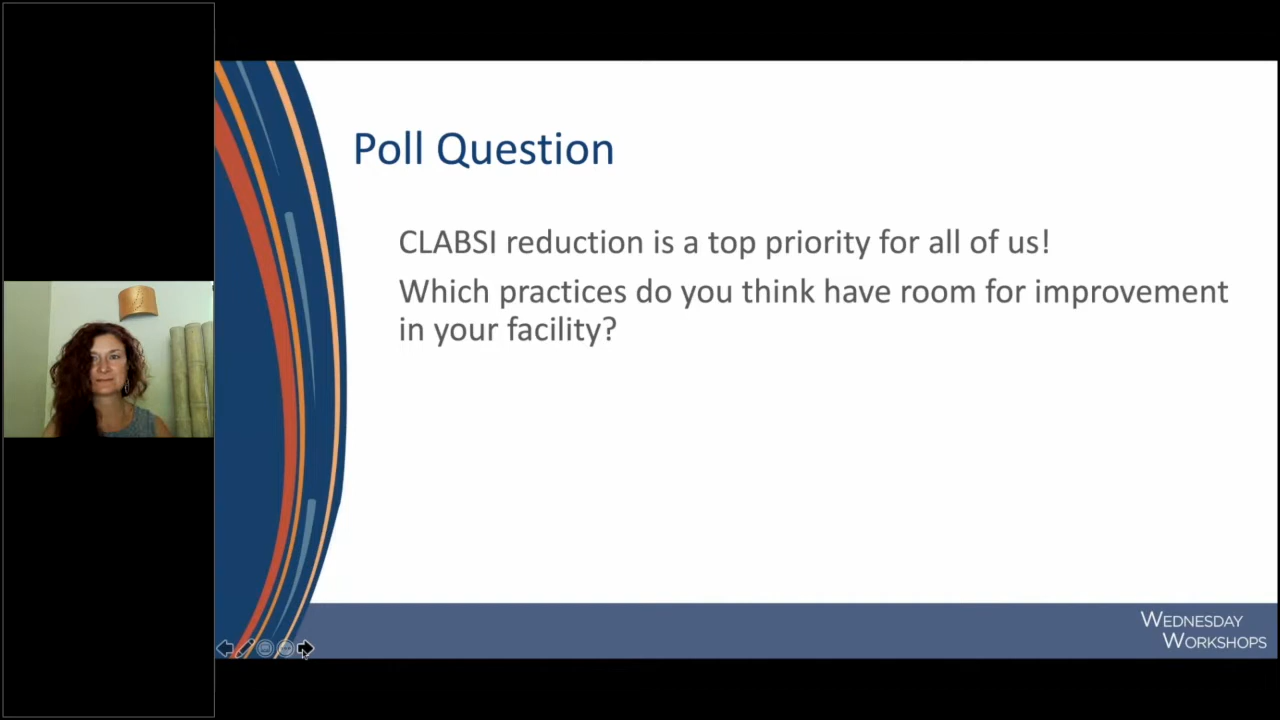 Poll Question
CLABSI reduction is a top priority for all of us!
Which practices do you think have room for improvement
in your facility?
WEDNESDAY
WORKSHOPS